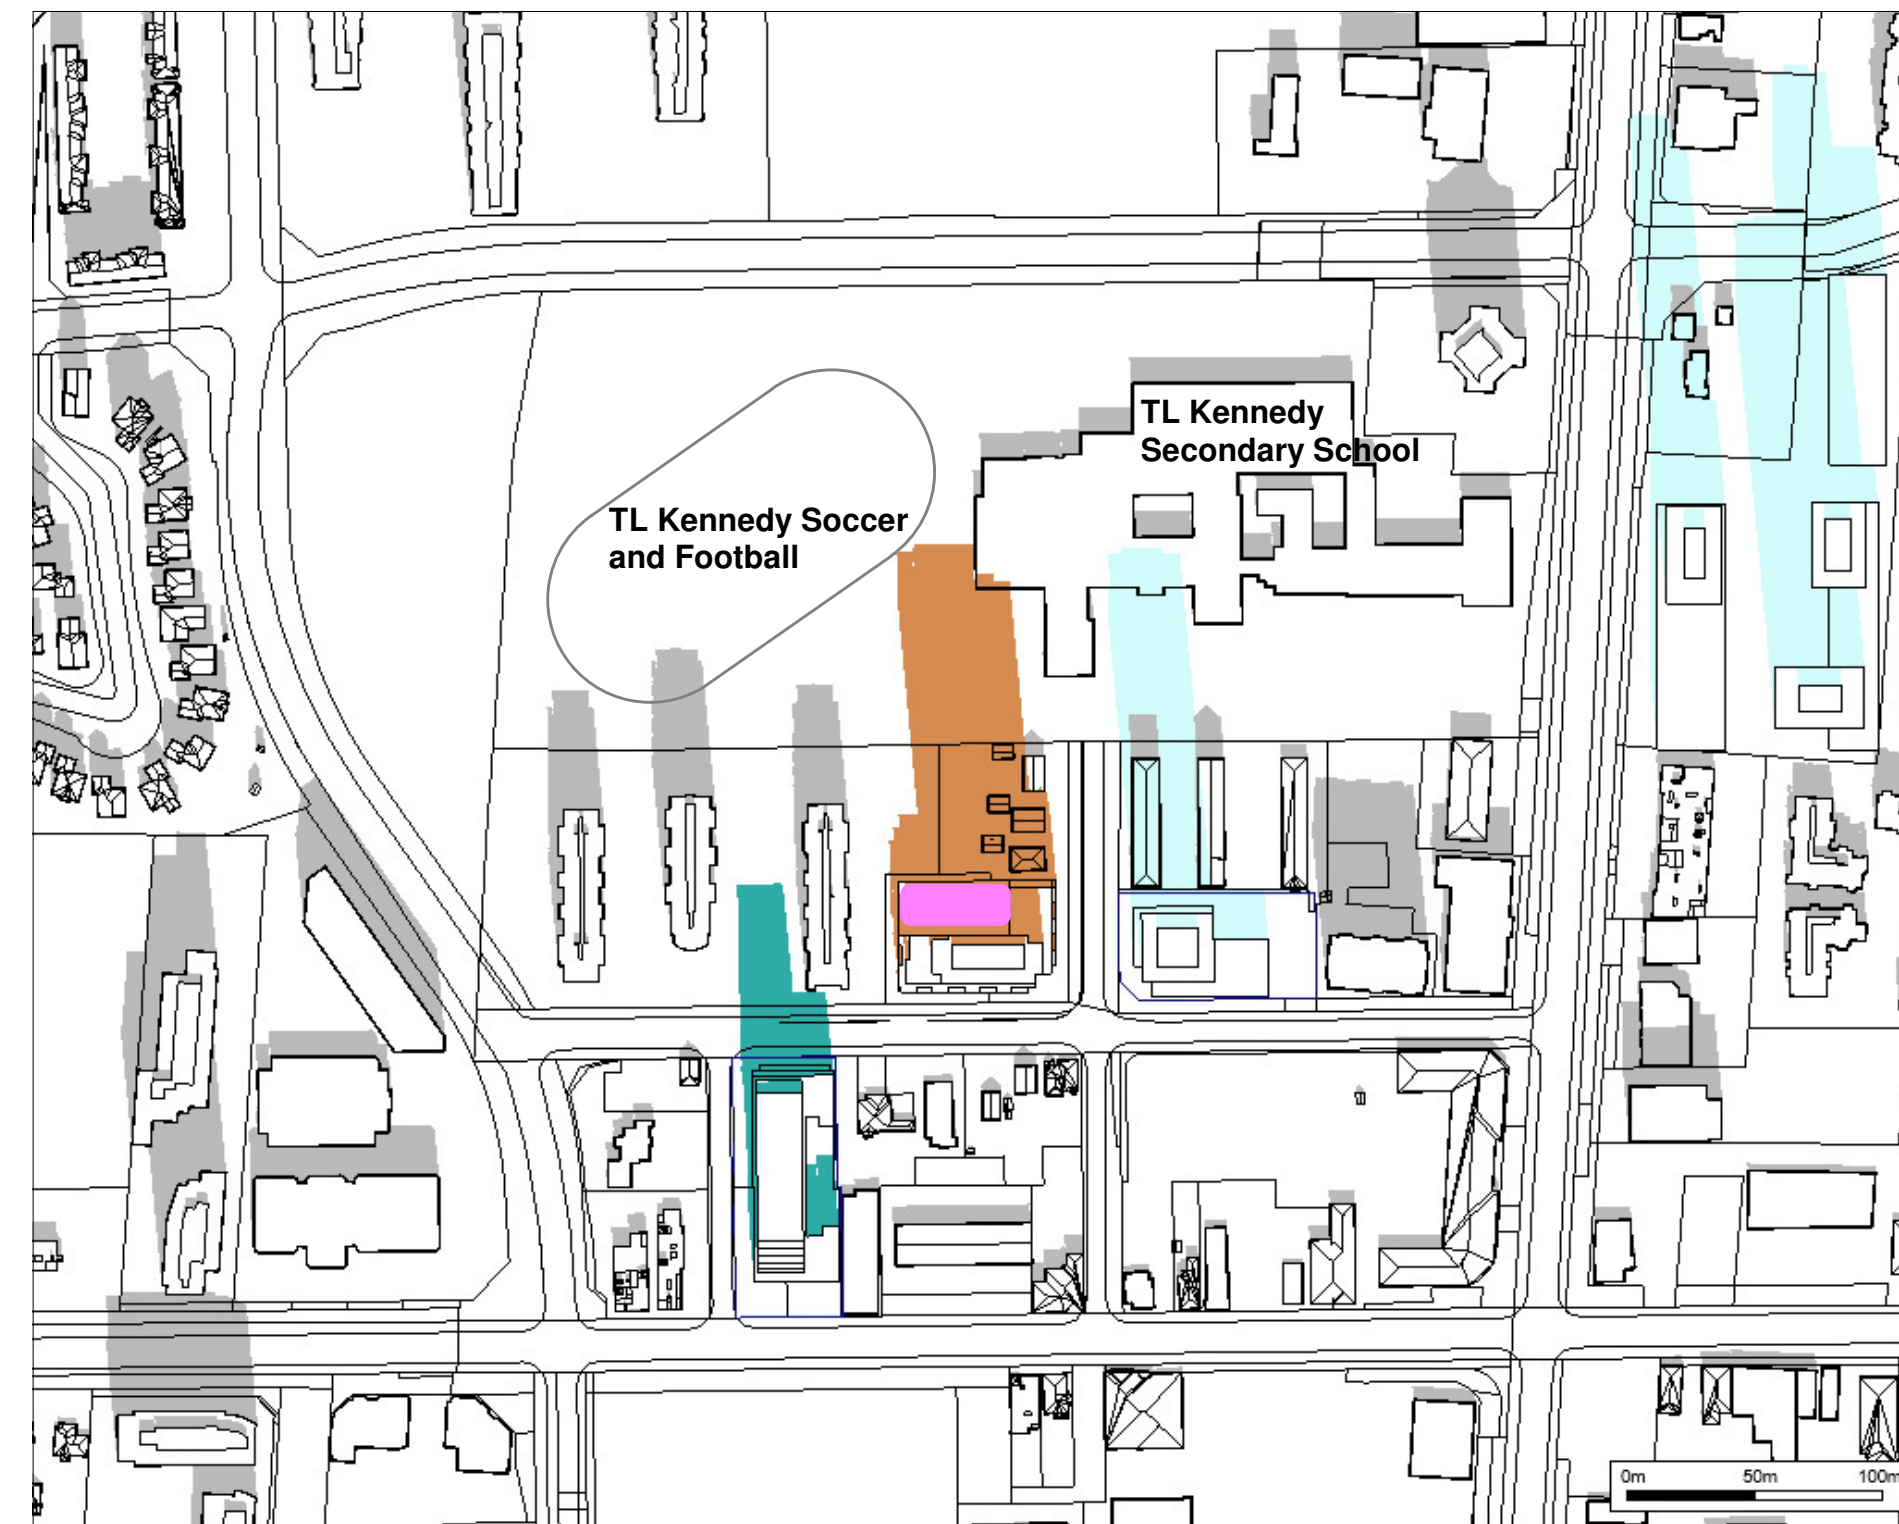 TL Kennedy
Secondary School
TL Kennedy Soccer
and Football
0m 50m 100m